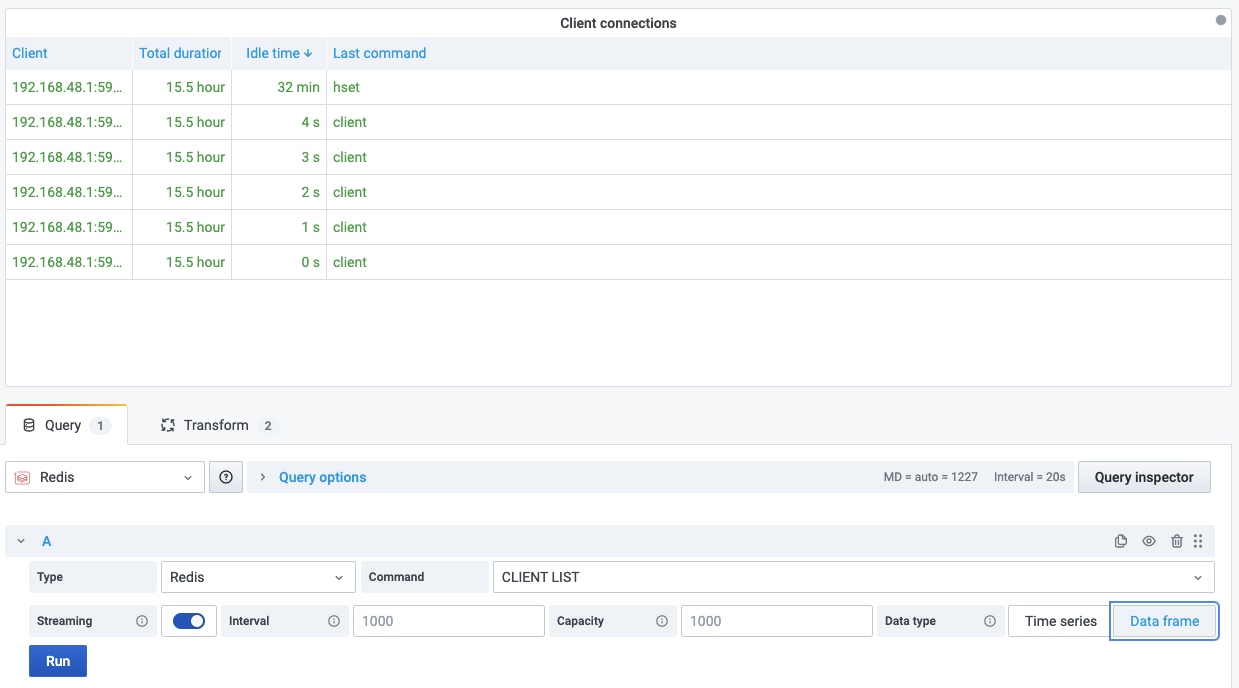 Client connections
Client Total duration Idle time Last command
192.168.48.1:59... 15.5 hour 32 min hset
192.168.48.1:59... 15.5 hour 4 s client
192.168.48.1:59... 15.5 hour 3 s client
192.168.48.1:59... 15.5 hour 2 s client
192.168.48.1:59... 15.5 hour 1 s client
192.168.48.1:59... 15.5 hour 0 s client
Query 1 Transform 2
Redis Query options MD = auto = 1227 Interval = 20s Query inspector
A
Type Redis Command CLIENT LIST
Streaming Interval 1000 Capacity 1000 Data type Time series Data frame
Run